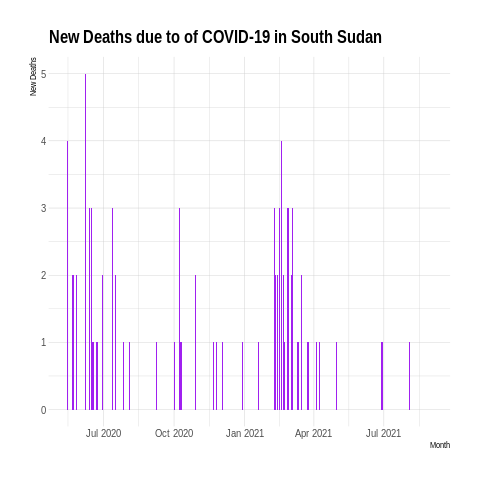 New Deaths due to of COVID-19 in South Sudan
New Deaths
5
4
3
2
1
0
Jul 2020 Oct 2020 Jan 2021 Apr 2021 Jul 2021
Month